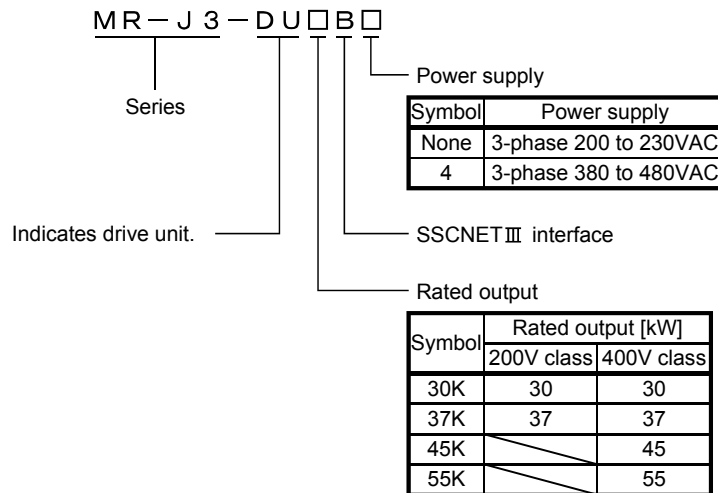 MR-J3-DU□B□
Power supply
Series
Symbol Power supply
None 3-phase 200 to 230VAC
4 3-phase 380 to 480VAC
Indicates drive unit.
SSCNETⅢ interface
Rated output
Symbol Rated output [kW]
200V class 400V class
30K 30 30
37K 37 37
45K 45
55K 55